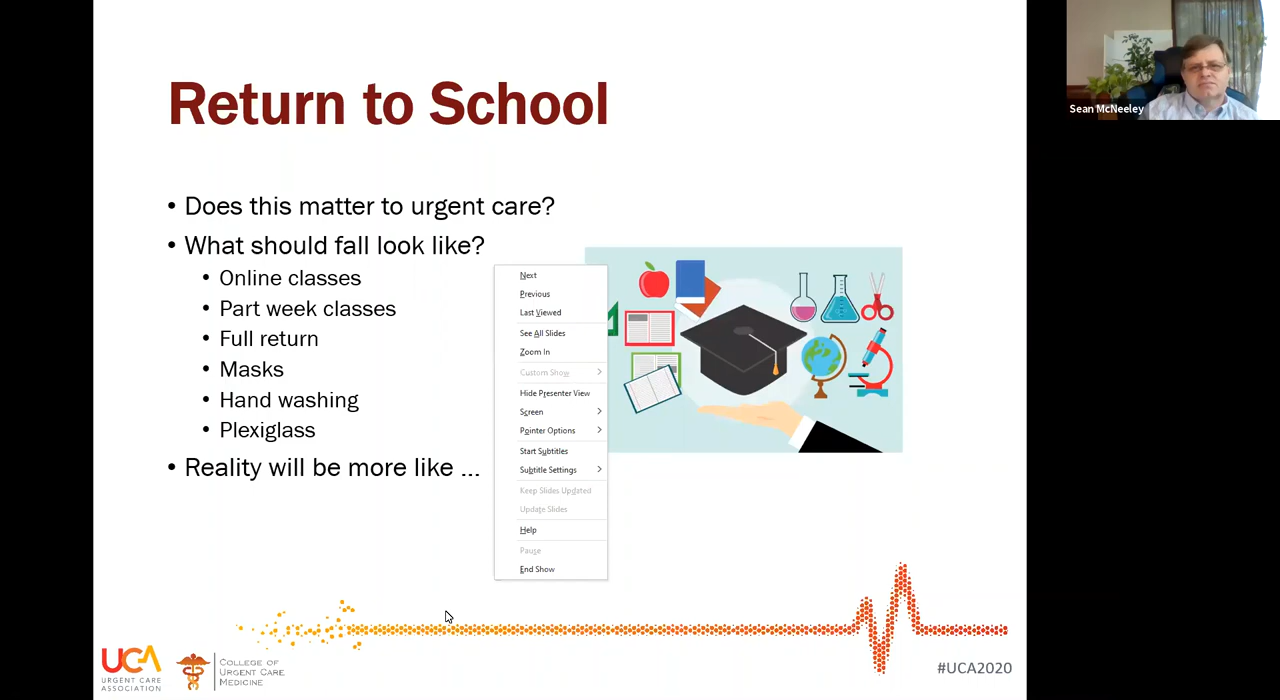 Return to School
• Does this matter to urgent care?
• What should fall look like?
• Online classes
• Part week classes
• Full return
• Masks
• Hand washing
• Plexiglass
• Reality will be more like ...
Next
Previous
Last Viewed
See All Slides
Zoom In
Custom Show
Hide Presenter View
Screen
Pointer Options
Start Subtitles
Subtitle Settings
Keep Slides Updated
Update Slides
Help
Pause
End Show
Sean McNeeley
UCA
URGENT CARE
ASSOCIATION
COLLEGE OF
URGENT CARE
MEDICINE
#UCA2020